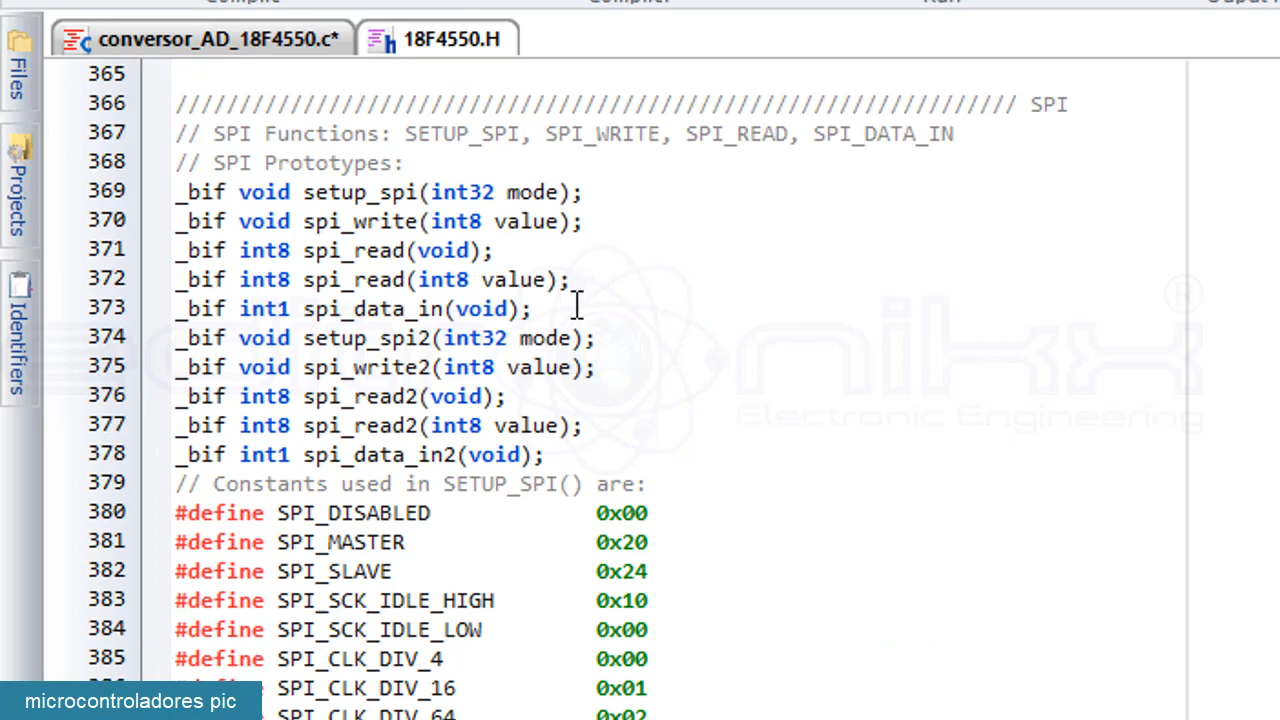 conversor_AD_18F4550.c*
18F4550.H
Files
Projects
Identifiers
365
366 ////////////////////////////////////////////////////////////////// SPI
367 // SPI Functions: SETUP_SPI, SPI_WRITE, SPI_READ, SPI_DATA_IN
368 // SPI Prototypes:
369 _bif void setup_spi(int32 mode);
370 _bif void spi_write(int8 value);
371 _bif int8 spi_read(void);
372 _bif int8 spi_read(int8 value);
373 _bif int1 spi_data_in(void);
374 _bif void setup_spi2(int32 mode);
375 _bif void spi_write2(int8 value);
376 _bif int8 spi_read2(void);
377 _bif int8 spi_read2(int8 value);
378 _bif int1 spi_data_in2(void);
379 // Constants used in SETUP_SPI() are:
380 #define SPI_DISABLED 0x00
381 #define SPI_MASTER 0x20
382 #define SPI_SLAVE 0x24
383 #define SPI_SCK_IDLE_HIGH 0x10
384 #define SPI_SCK_IDLE_LOW 0x00
385 #define SPI_CLK_DIV_4 0x00
SPI_CLK_DIV_16 0x01
SPI_CLK_DIV_64 0x02
Electronic Engineering
microcontroladores pic